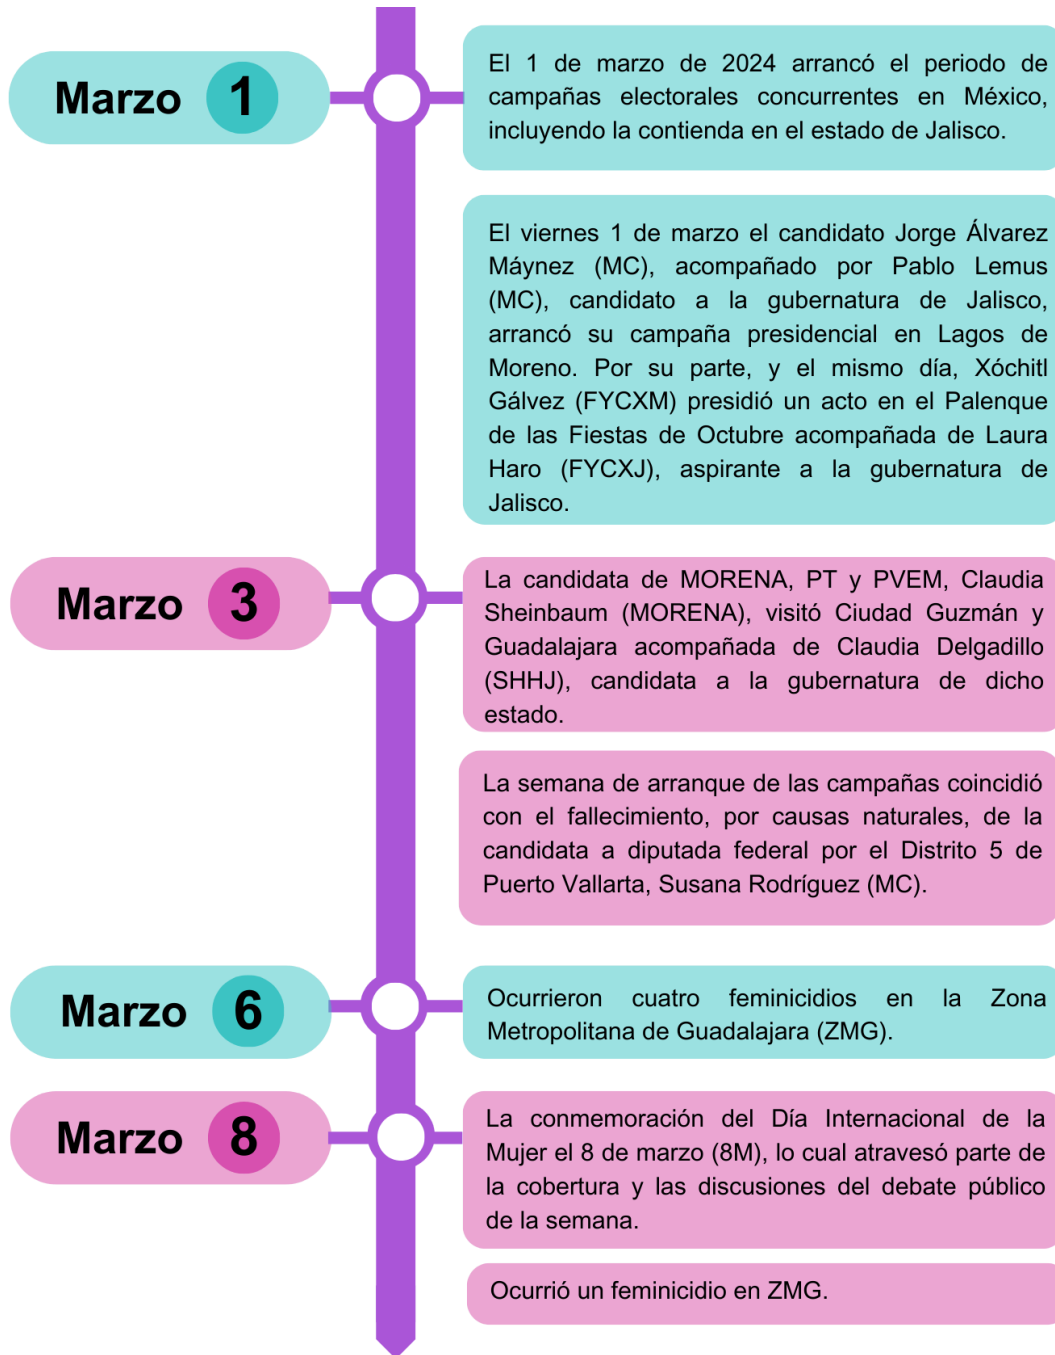 Marzo 1
El 1 de marzo de 2024 arrancó el periodo de
campañas electorales concurrentes en México,
incluyendo la contienda en el estado de Jalisco.
El viernes 1 de marzo el candidato Jorge Álvarez
Máynez (MC), acompañado por Pablo Lemus
(MC), candidato a la gubernatura de Jalisco,
arrancó su campaña presidencial en Lagos de
Moreno. Por su parte, y el mismo día, Xóchitl
Gálvez (FYCXM) presidió un acto en el Palenque
de las Fiestas de Octubre acompañada de Laura
Haro (FYCXJ), aspirante a la gubernatura de
Jalisco.
Marzo 3
La candidata de MORENA, PT y PVEM, Claudia
Sheinbaum (MORENA), visitó Ciudad Guzmán y
Guadalajara acompañada de Claudia Delgadillo
(SHHJ), candidata a la gubernatura de dicho
estado.
La semana de arranque de las campañas coincidió
con el fallecimiento, por causas naturales, de la
candidata a diputada federal por el Distrito 5 de
Puerto Vallarta, Susana Rodríguez (MC).
Marzo 6
Ocurrieron cuatro feminicidios en la Zona
Metropolitana de Guadalajara (ZMG).
Marzo 8
La conmemoración del Día Internacional de la
Mujer el 8 de marzo (8M), lo cual atravesó parte de
la cobertura y las discusiones del debate público
de la semana.
Ocurrió un feminicidio en ZMG.